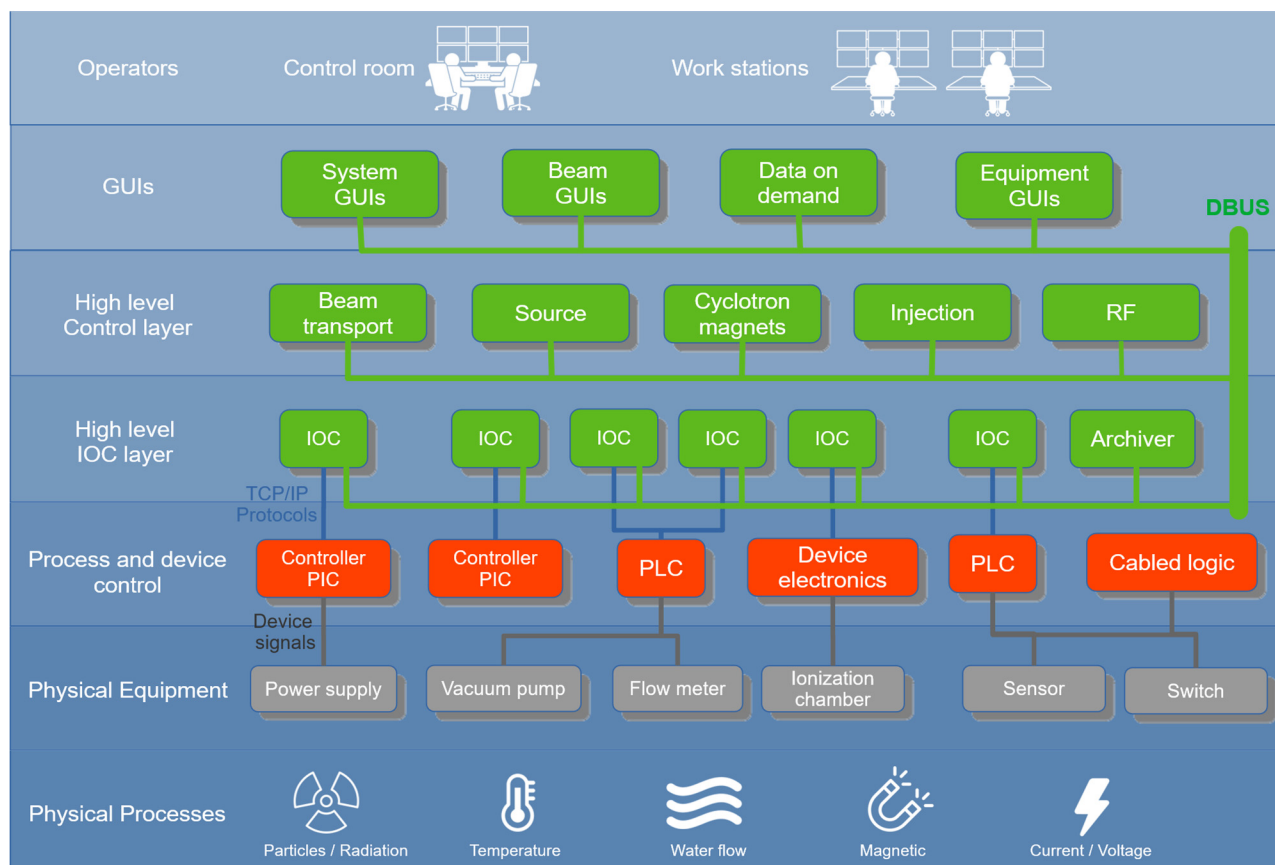 Operators
Control room
Work stations
GUIs
System
GUIs
Beam
GUIs
Data on
demand
Equipment
GUIs
DBUS
High level
Control layer
Beam
transport
Source
Cyclotron
magnets
Injection
RF
High level
IOC layer
IOC
IOC
IOC
IOC
IOC
IOC
Archiver
TCP/IP
Protocols
Process and device
control
Controller
PIC
Controller
PIC
PLC
Device
electronics
PLC
Cabled logic
Device
signals
Physical Equipment
Power supply
Vacuum pump
Flow meter
Ionization
chamber
Sensor
Switch
Physical Processes
Particles / Radiation
Temperature
Water flow
Magnetic
Current / Voltage